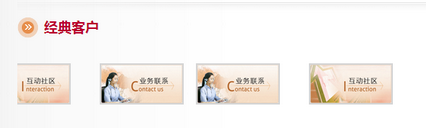 经典客户
互动社区
Interaction
业务联系
Contact us
业务联系
Contact us
互动社区
Interaction